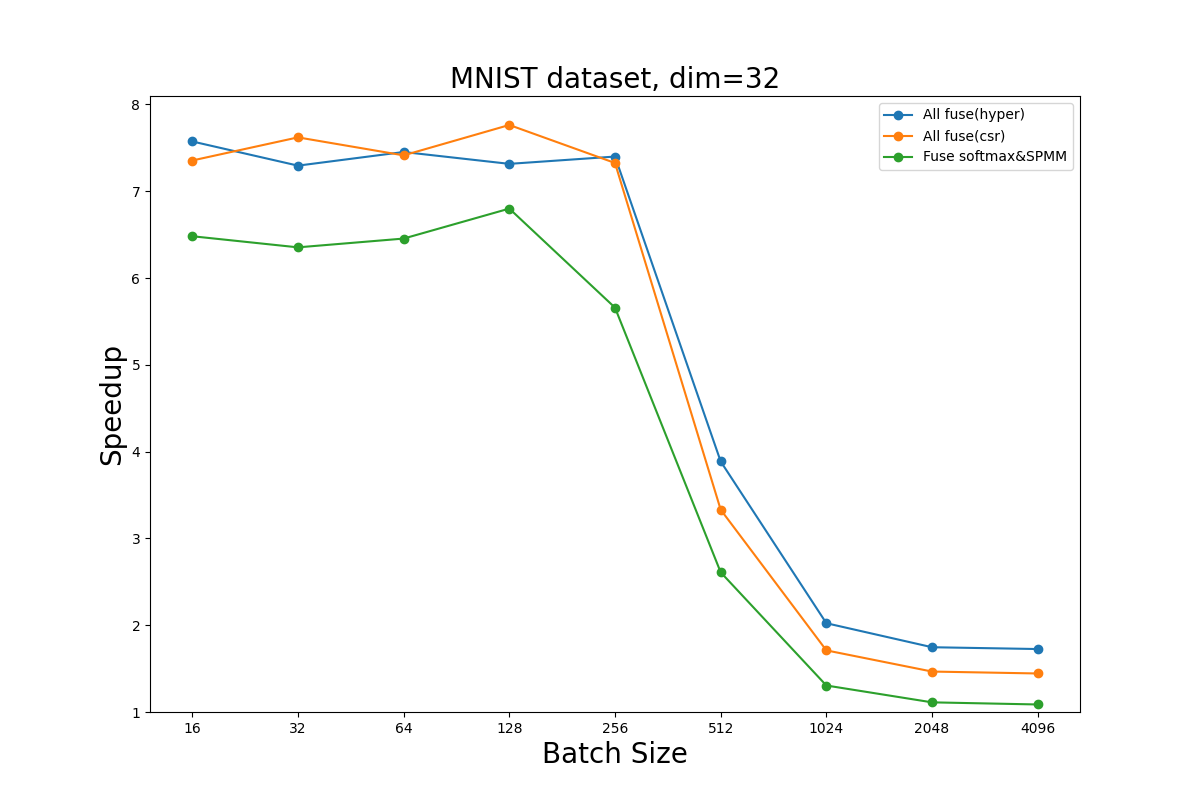 MNIST dataset, dim=32
All fuse(hyper)
All fuse(csr)
Fuse softmax&SPMM
Speedup
8
7
6
5
4
3
2
1
16 32 64 128 256 512 1024 2048 4096
Batch Size